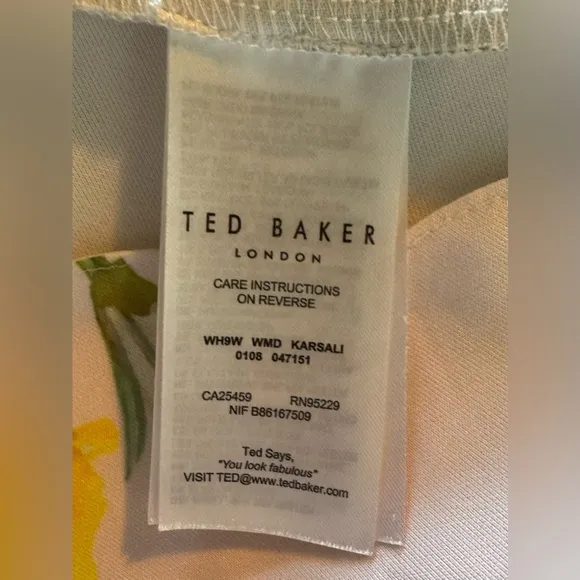 TED BAKER
LONDON
CARE INSTRUCTIONS
ON REVERSE
WH9W WMD KARSALI
0108 047151
CA25459 RN95229
NIF B86167509
Ted Says,
"You look fabulous"
VISIT TED@www.tedbaker.com